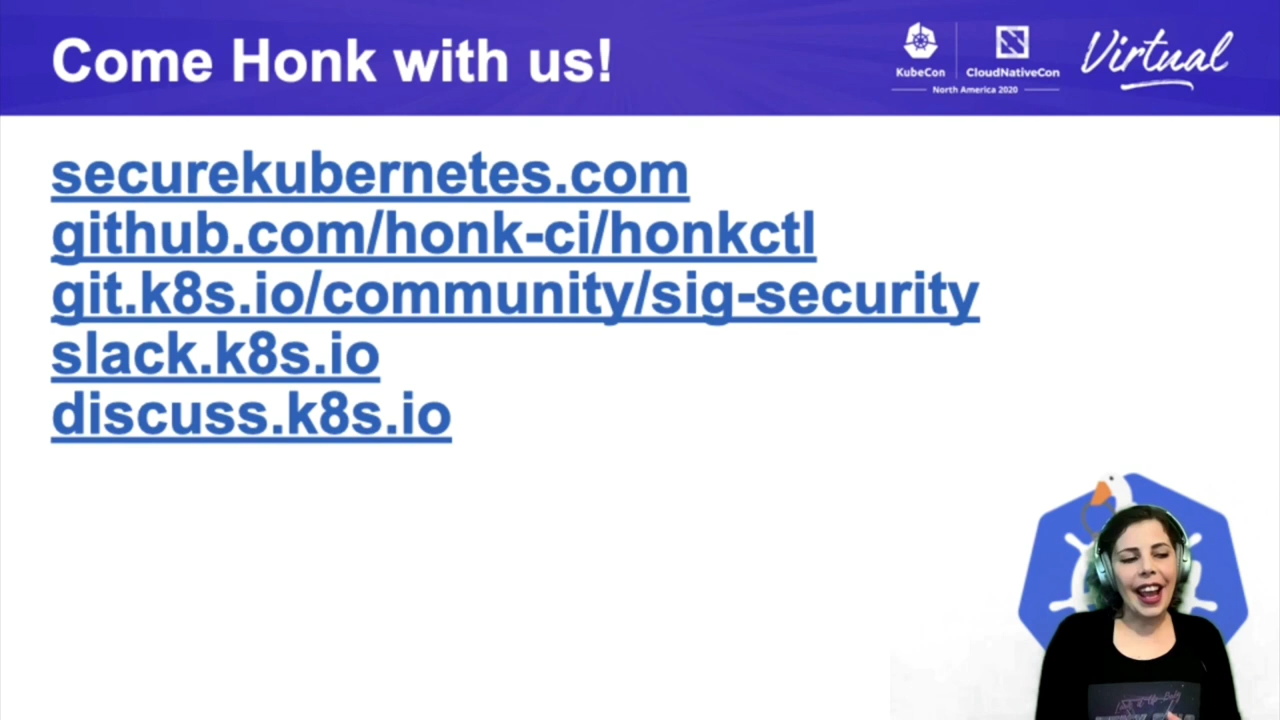 Come Honk with us!
KubeCon
CloudNativeCon
North America 2020
Virtual
securekubernetes.com
github.com/honk-ci/honkctl
git.k8s.io/community/sig-security
slack.k8s.io
discuss.k8s.io